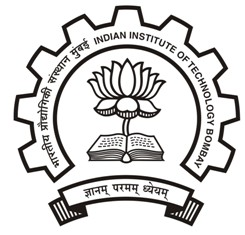 भारतीय प्रौद्योगिकी संस्थान मुंबई
INDIAN INSTITUTE OF TECHNOLOGY BOMBAY
ज्ञानम् परमम् ध्येयम्